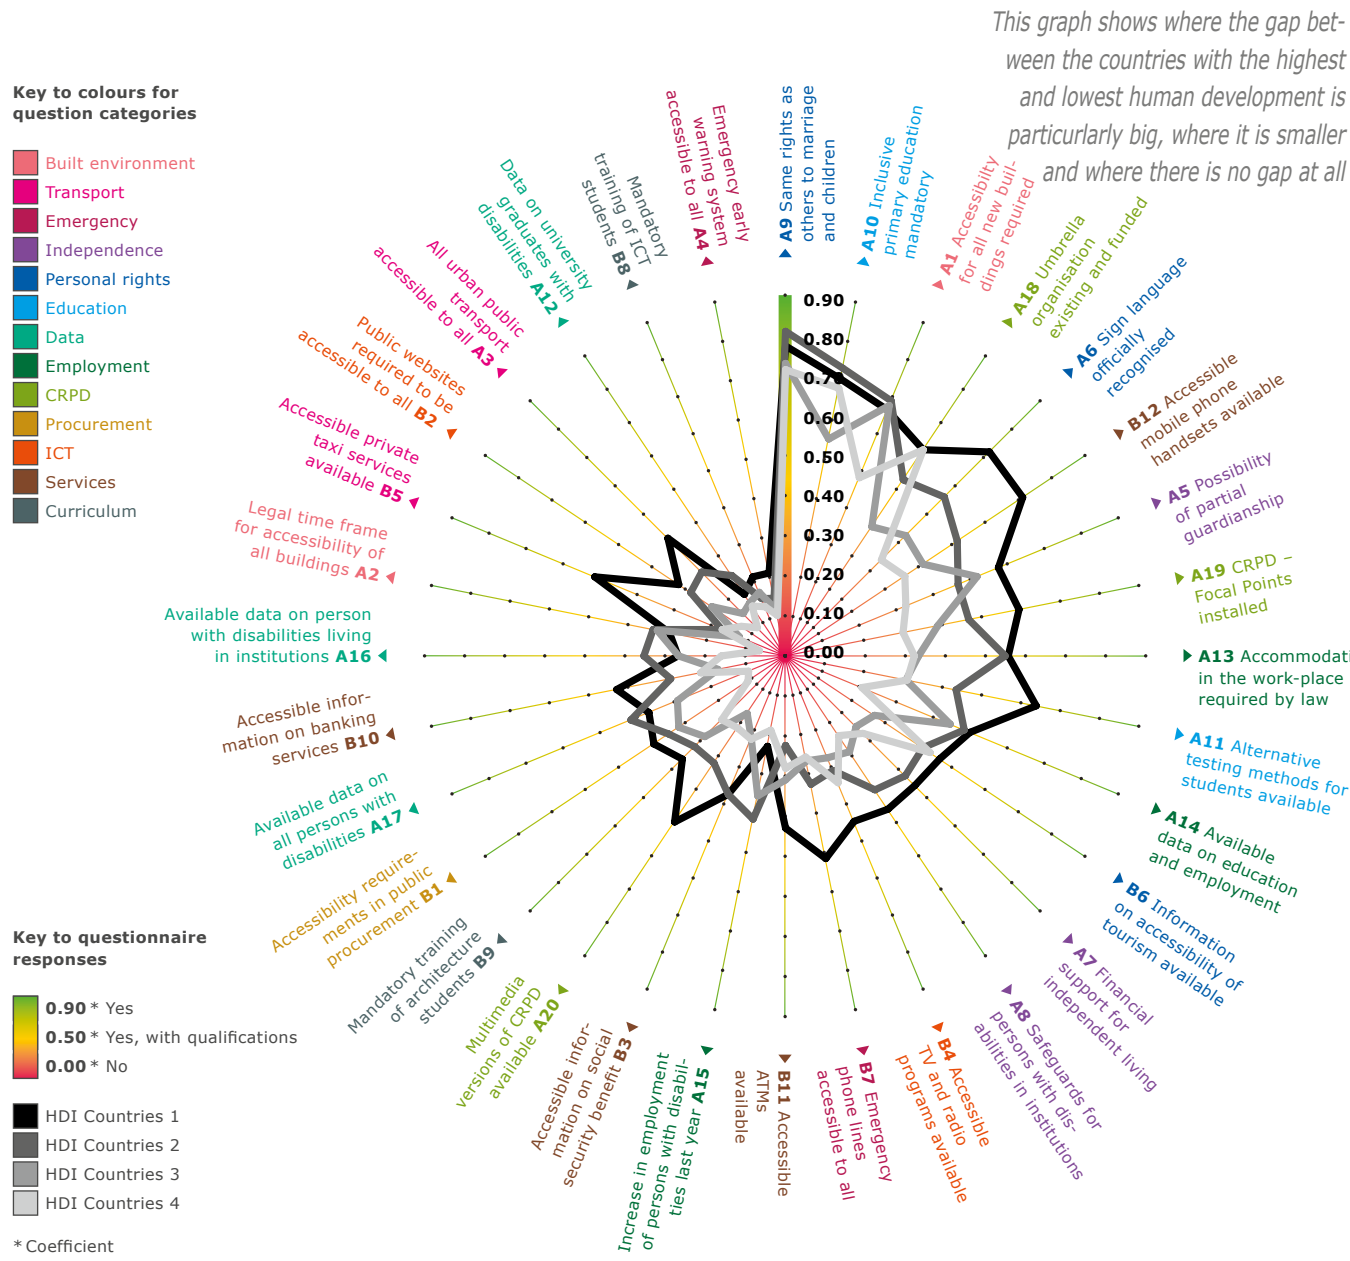 This graph shows where the gap bet-
ween the countries with the highest
and lowest human development is
particurlarly big, where it is smaller
and where there is no gap at all
Key to colours for
question categories
Built environment
Transport
Emergency
Independence
Personal rights
Education
Data
Employment
CRPD
Procurement
ICT
Services
Curriculum
A9 Same rights as
others to marriage
and children
A10 Inclusive
primary education
mandatory
A1 Accessibilty
for all new buil-
dings required
A18 Umbrella
organisation
existing and funded
A6 Sign language
officially
recognised
B12 Accessible
mobile phone
handsets available
A5 Possibility
of partial
guardianship
A19 CRPD –
Focal Points
installed
A13 Accommodati
in the work-place
required by law
A11 Alternative
testing methods for
students available
A14 Available
data on education
and employment
B6 Information
on accessibility of
tourism available
A7 Financial
support for
independent living
A8 Safeguards for
persons with dis-
abilities in institutions
B4 Accessible
TV and radio
programs available
B7 Emergency
phone lines
accessible to all
B11 Accessible
ATMs
available
Increase in employment
of persons with disabil-
ties last year A15
Accessible infor-
mation on social
security benefit B3
Multimedia
versions of CRPD
available A20
Mandatory training
of architecture
students B9
Accessibility require-
ments in public
procurement B1
Available data on
all persons with
disabilities A17
Accessible infor-
mation on banking
services B10
Available data on person
with disabilities living
in institutions A16
Legal time frame
for accessibility of
all buildings A2
Accessible private
taxi services
available B5
Public websites
required to be
accessible to all B2
All urban public
transport
accessible to all A3
Data on university
graduates with
disabilities A12
Mandatory
training of ICT
students B8
Emergency early
warning system
accessible to all A4
0.90
0.80
0.70
0.60
0.50
0.40
0.30
0.20
0.10
0.00
Key to questionnaire
responses
0.90 * Yes
0.50 * Yes, with qualifications
0.00 * No
HDI Countries 1
HDI Countries 2
HDI Countries 3
HDI Countries 4
* Coefficient